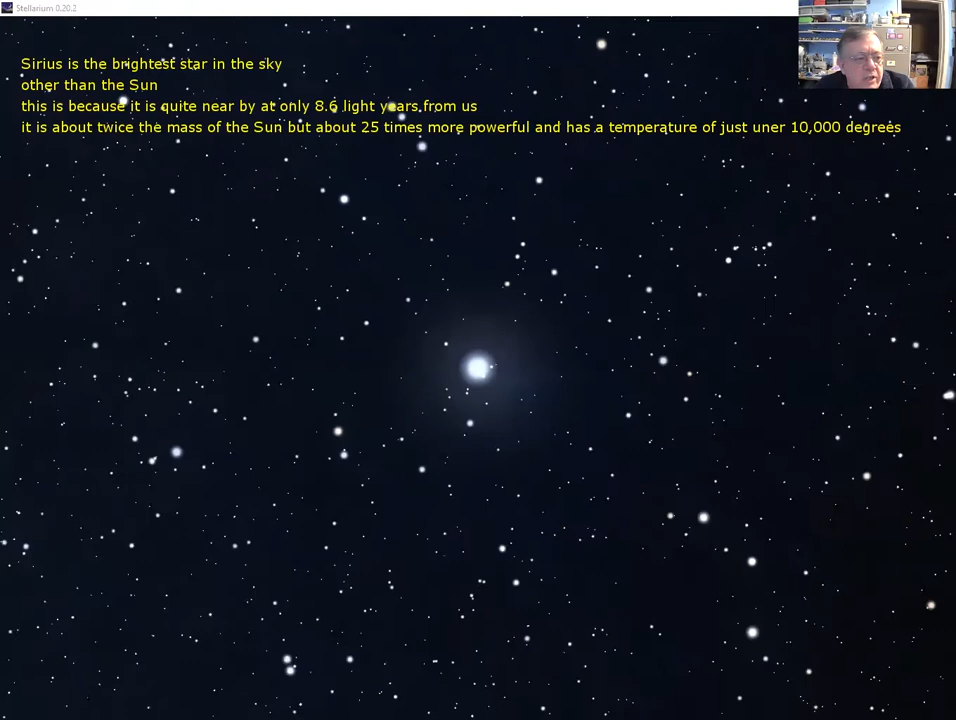 Stellarium 0.20.2
Sirius is the brightest star in the sky
other than the Sun
this is because it is quite near by at only 8.6 light years from us
it is about twice the mass of the Sun but about 25 times more powerful and has a temperature of just uner 10,000 degrees